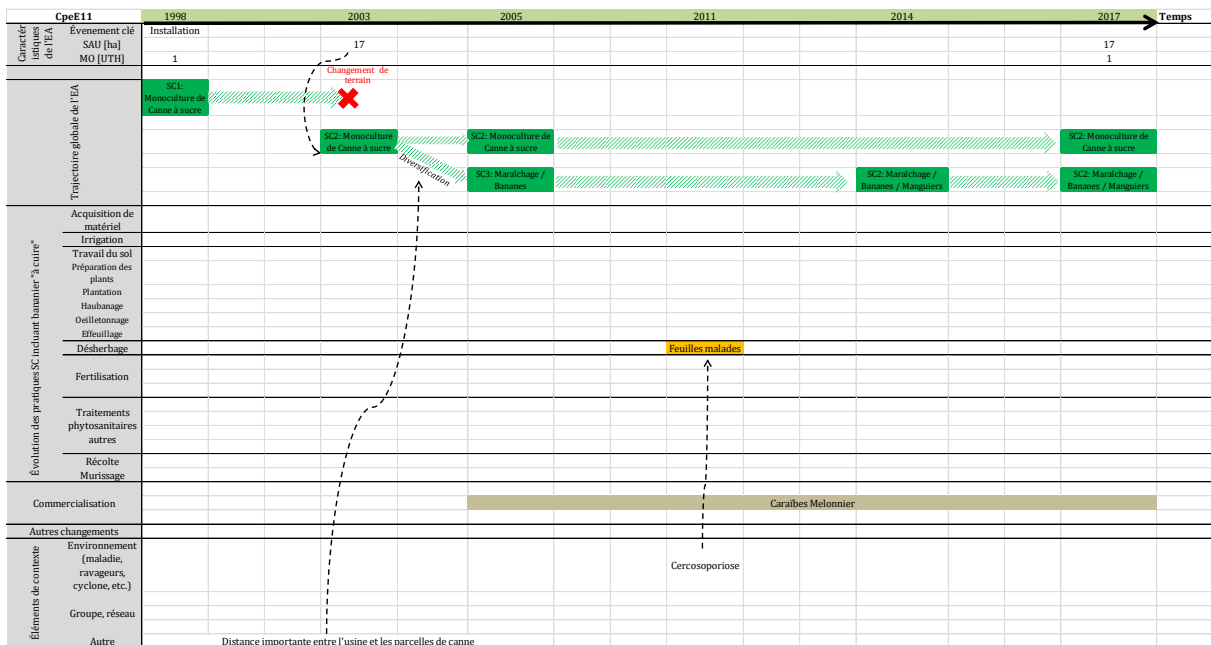 CpeE11 1998 2003 2005 2011 2014 2017 Temps
Caractér
istiques
de l'EA
Évenement clé Installation
SAU [ha] 17 17
MO [UTH] 1 1
Trajectoire globale de l'EA
Changement de
terrain
SC1:
Monoculture de
Canne à sucre
SC2: Monoculture
de Canne à sucre
SC2: Monoculture de
Canne à sucre
SC2: Monoculture de
Canne à sucre
Diversification
SC3: Maraîchage /
Bananes
SC2: Maraîchage /
Bananes / Manguiers
SC2: Maraîchage /
Bananes / Manguiers
Évolution des pratiques SC incluant bananier "à cuire"
Acquisition de
matériel
Irrigation
Travail du sol
Préparation des
plants
Plantation
Haubanage
Oeilletonnage
Effeuillage
Désherbage Feuilles malades
Fertilisation
Traitements
phytosanitaires
autres
Récolte
Murissage
Commercialisation Caraïbes Melonnier
Autres changements
Éléments de contexte
Environnement
(maladie,
ravageurs,
cyclone, etc.)
Cercosoporiose
Groupe, réseau
Autre Distance importante entre l'usine et les parcelles de canne